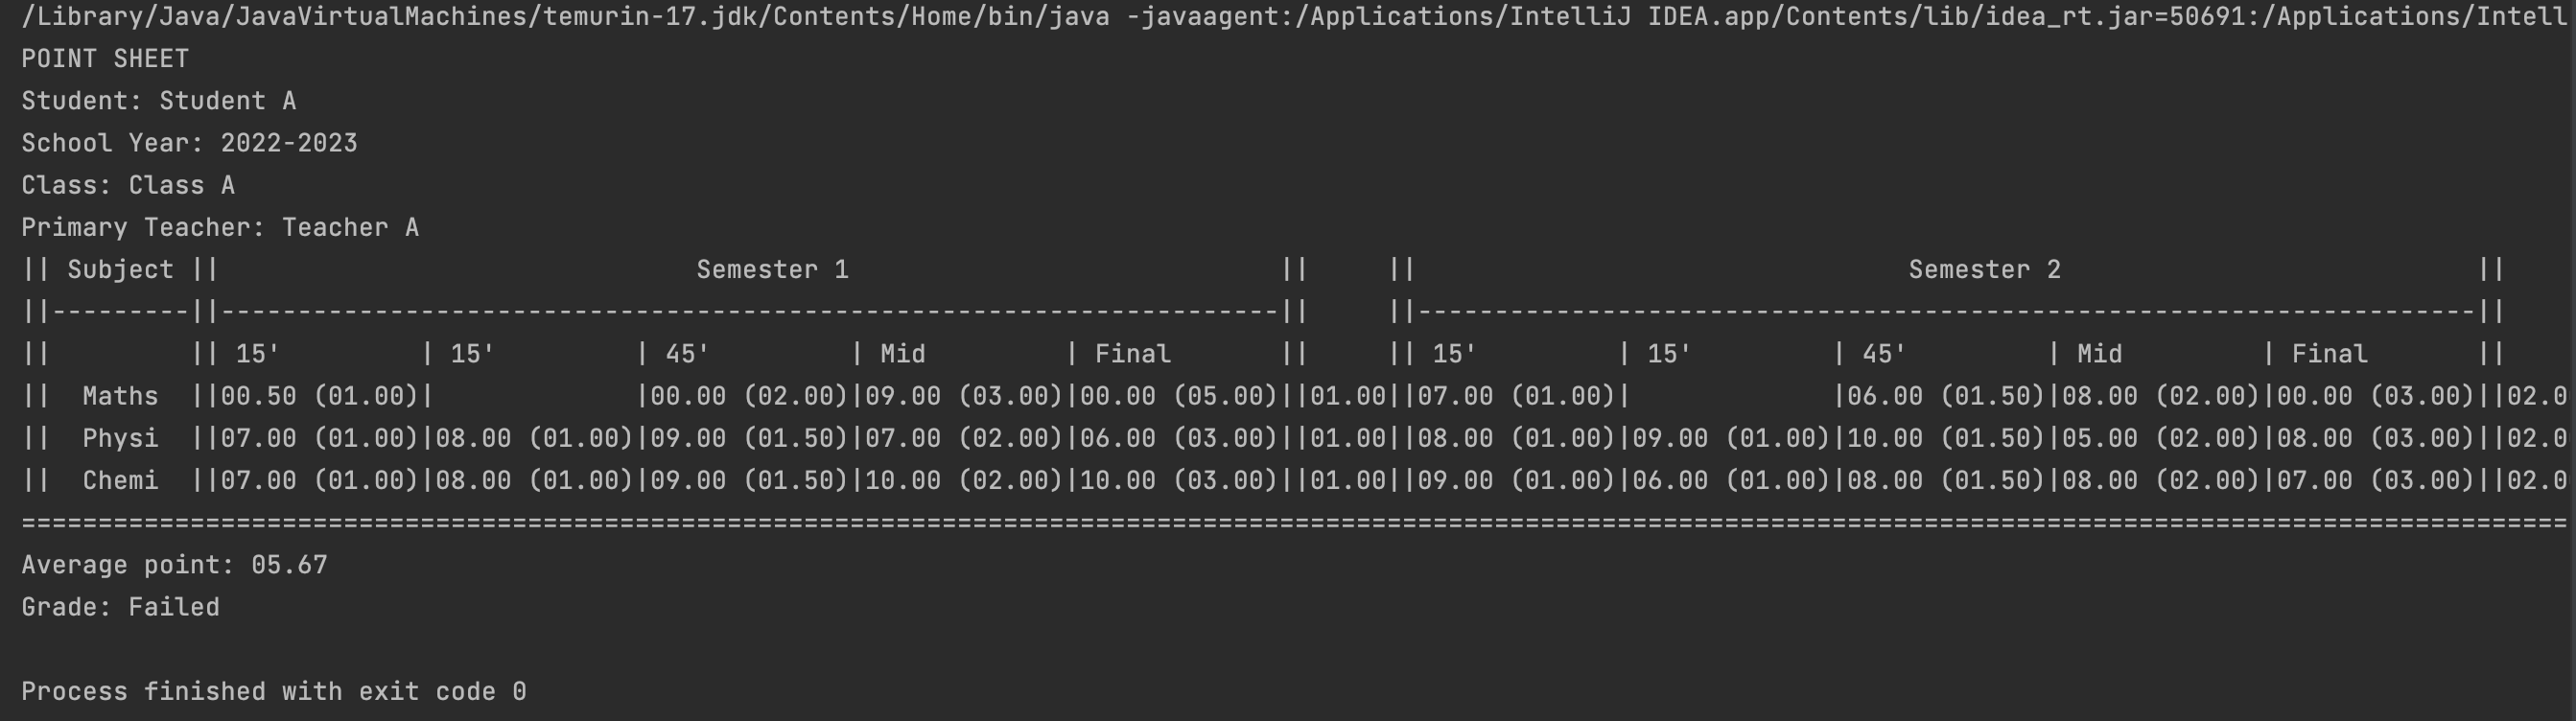 /Library/Java/JavaVirtualMachines/temurin-17.jdk/Contents/Home/bin/java -javaagent:/Applications/IntelliJ IDEA.app/Contents/lib/idea_rt.jar=50691:/Applications/Intell
POINT SHEET
Student: Student A
School Year: 2022-2023
Class: Class A
Primary Teacher: Teacher A
|| Subject ||                               Semester 1                            ||     ||                                Semester 2                           ||
||---------||---------------------------------------------------------------------||     ||---------------------------------------------------------------------||
||         || 15'         | 15'         | 45'         | Mid         | Final       ||     || 15'         | 15'         | 45'         | Mid         | Final       ||
||  Maths  ||00.50 (01.00)|             |00.00 (02.00)|09.00 (03.00)|00.00 (05.00)||01.00||07.00 (01.00)|             |06.00 (01.50)|08.00 (02.00)|00.00 (03.00)||02.0
||  Physi  ||07.00 (01.00)|08.00 (01.00)|09.00 (01.50)|07.00 (02.00)|06.00 (03.00)||01.00||08.00 (01.00)|09.00 (01.00)|10.00 (01.50)|05.00 (02.00)|08.00 (03.00)||02.0
||  Chemi  ||07.00 (01.00)|08.00 (01.00)|09.00 (01.50)|10.00 (02.00)|10.00 (03.00)||01.00||09.00 (01.00)|06.00 (01.00)|08.00 (01.50)|08.00 (02.00)|07.00 (03.00)||02.0
======================================================================================================================================================================
Average point: 05.67
Grade: Failed
Process finished with exit code 0